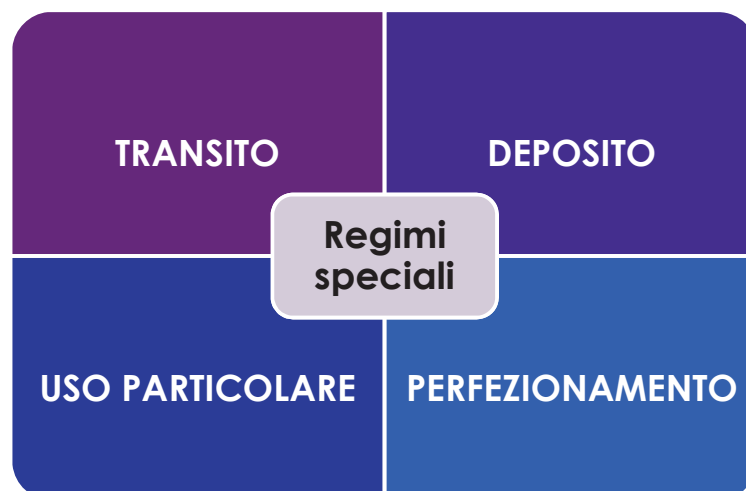 TRANSITO
DEPOSITO
Regimi
speciali
USO PARTICOLARE
PERFEZIONAMENTO